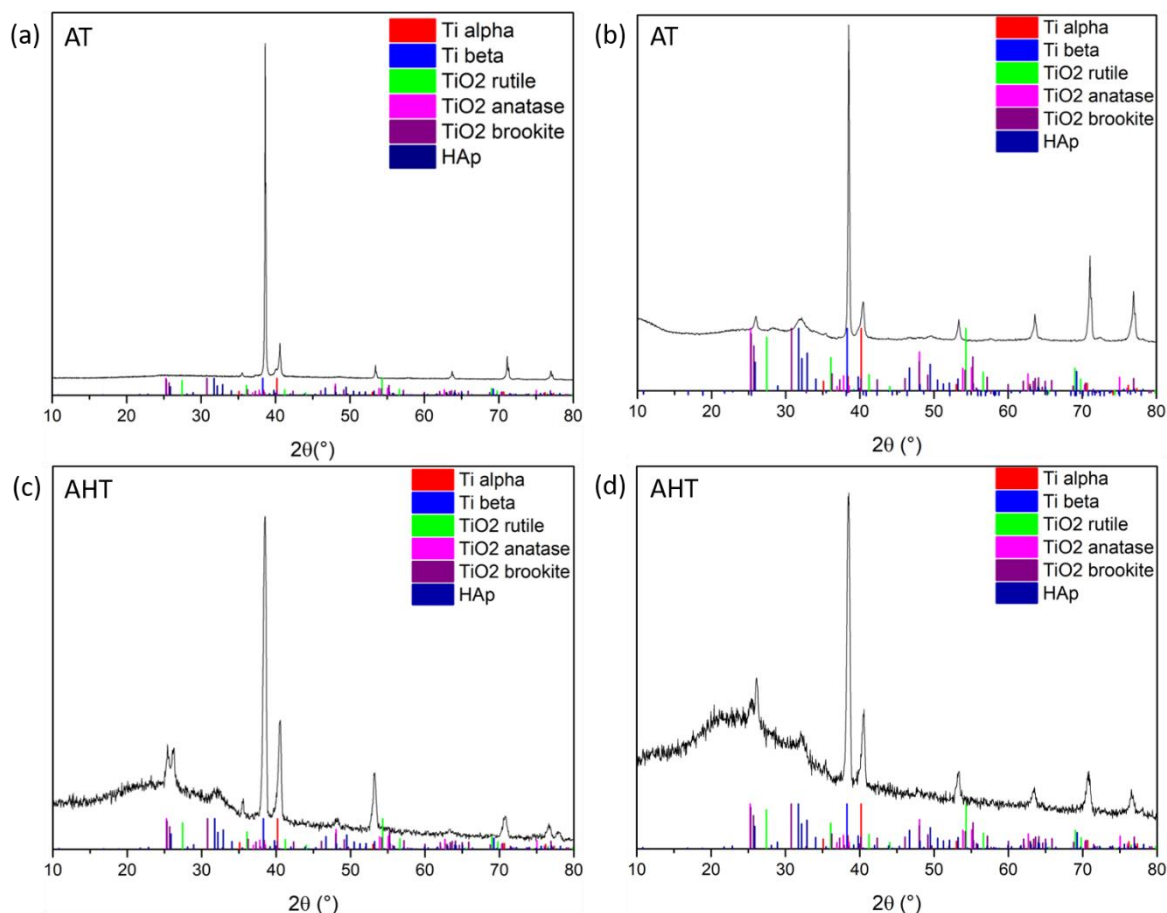 (a) AT
Ti alpha
Ti beta
TiO2 rutile
TiO2 anatase
TiO2 brookite
HAp
10 20 30 40 50 60 70 80
2θ(°)
(b) AT
Ti alpha
Ti beta
TiO2 rutile
TiO2 anatase
TiO2 brookite
HAp
10 20 30 40 50 60 70 80
2θ (°)
(c) AHT
Ti alpha
Ti beta
TiO2 rutile
TiO2 anatase
TiO2 brookite
HAp
10 20 30 40 50 60 70 80
2θ (°)
(d) AHT
Ti alpha
Ti beta
TiO2 rutile
TiO2 anatase
TiO2 brookite
HAp
10 20 30 40 50 60 70 80
2θ (°)